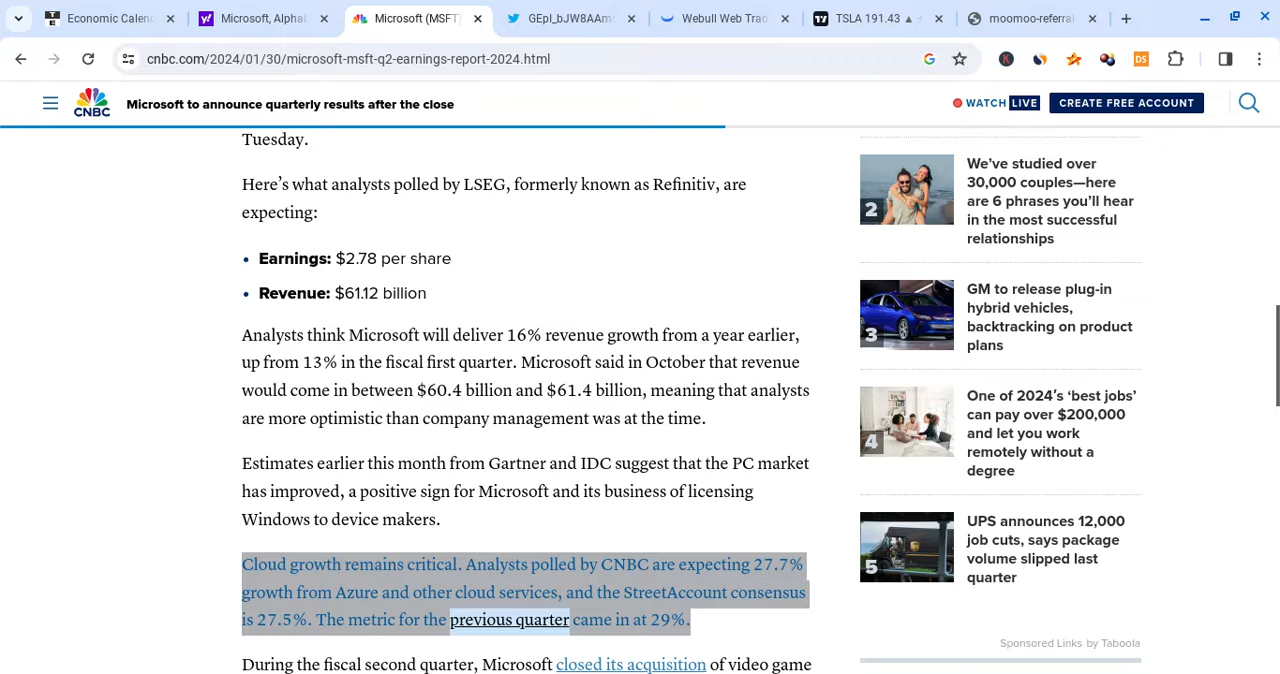 Economic Calen
Microsoft, Alphab
Microsoft (MSFT)
GEpI_bJW8AAm
Webull Web Trad
TSLA 191.43 ▲
moomoo-referral
cnbc.com/2024/01/30/microsoft-msft-q2-earnings-report-2024.html
DS
CNBC
Microsoft to announce quarterly results after the close
WATCH LIVE
CREATE FREE ACCOUNT
Tuesday.
Here’s what analysts polled by LSEG, formerly known as Refinitiv, are
expecting:
• Earnings: $2.78 per share
• Revenue: $61.12 billion
Analysts think Microsoft will deliver 16% revenue growth from a year earlier,
up from 13% in the fiscal first quarter. Microsoft said in October that revenue
would come in between $60.4 billion and $61.4 billion, meaning that analysts
are more optimistic than company management was at the time.
Estimates earlier this month from Gartner and IDC suggest that the PC market
has improved, a positive sign for Microsoft and its business of licensing
Windows to device makers.
Cloud growth remains critical. Analysts polled by CNBC are expecting 27.7%
growth from Azure and other cloud services, and the StreetAccount consensus
is 27.5%. The metric for the previous quarter came in at 29%.
During the fiscal second quarter, Microsoft closed its acquisition of video game
2
We’ve studied over
30,000 couples—here
are 6 phrases you’ll hear
in the most successful
relationships
3
GM to release plug-in
hybrid vehicles,
backtracking on product
plans
4
One of 2024’s ‘best jobs’
can pay over $200,000
and let you work
remotely without a
degree
5
UPS announces 12,000
job cuts, says package
volume slipped last
quarter
Sponsored Links by Taboola